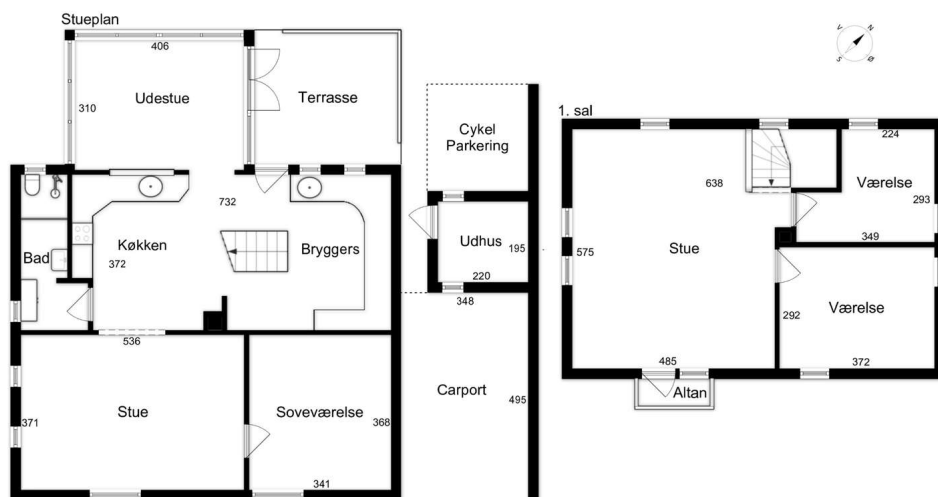 Stueplan
406
310
Udestue
Terrasse
Cykel
Parkering
732
Køkken
372
Bryggers
Bad
Udhus
195
220
348
536
Stue
371
Soveværelse
368
341
Carport
495
1. sal
N
V
Ø
S
224
638
Værelse
293
349
575
Stue
292
Værelse
372
485
Altan